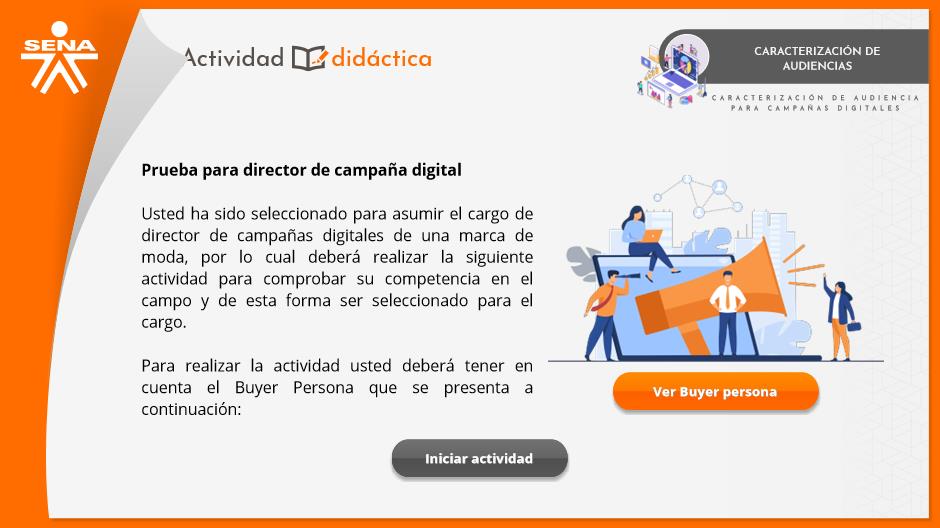 SENA
Actividad didáctica
CARACTERIZACIÓN DE
AUDIENCIAS
CARACTERIZACIÓN DE AUDIENCIA
PARA CAMPAÑAS DIGITALES
Prueba para director de campaña digital
Usted ha sido seleccionado para asumir el cargo de
director de campañas digitales de una marca de
moda, por lo cual deberá realizar la siguiente
actividad para comprobar su competencia en el
campo y de esta forma ser seleccionado para el
cargo.
Para realizar la actividad usted deberá tener en
cuenta el Buyer Persona que se presenta a
continuación:
Ver Buyer persona
Iniciar actividad